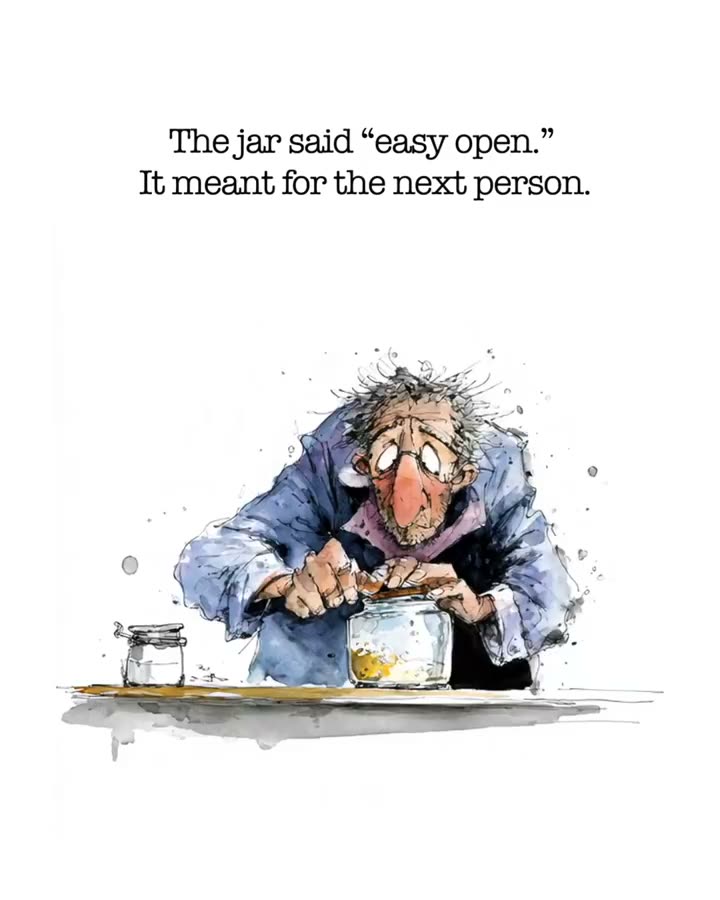 The jar said “easy open.”
It meant for the next person.